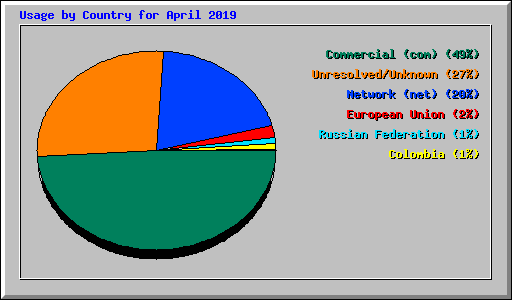 Usage by Country for April 2019
Commercial (com) (49%)
Unresolved/Unknown (27%)
Network (net) (20%)
European Union (2%)
Russian Federation (1%)
Colombia (1%)